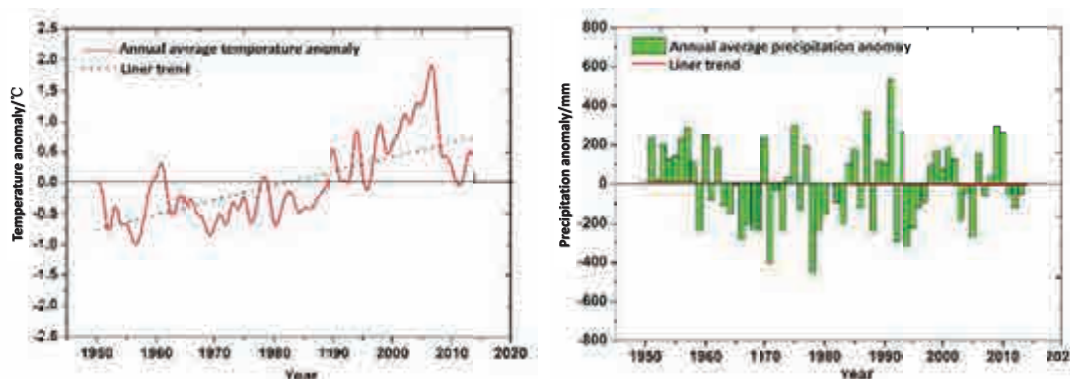 2.5
2.0
1.5
1.0
0.5
0.0
-0.5
-1.0
-1.5
-2.0
-2.5
Temperature anomaly/℃
Annual average temperature anomaly
Liner trend
1950 1960 1970 1980 1990 2000 2010 2020
Year
800
600
400
200
0
-200
-400
-600
-800
Precipitation anomaly/mm
Annual average precipitation anomay
Liner trend
1950 1960 1170 1980 1990 2000 2010 202
Year